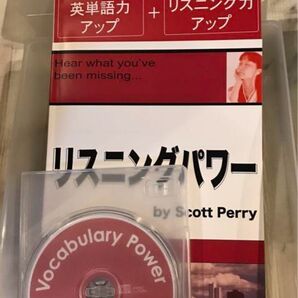 英単語力
アップ
+
リスニング力
アップ
Hear what you've
been missing...
リスニングパワー
by Scott Perry
Vocabulary Power